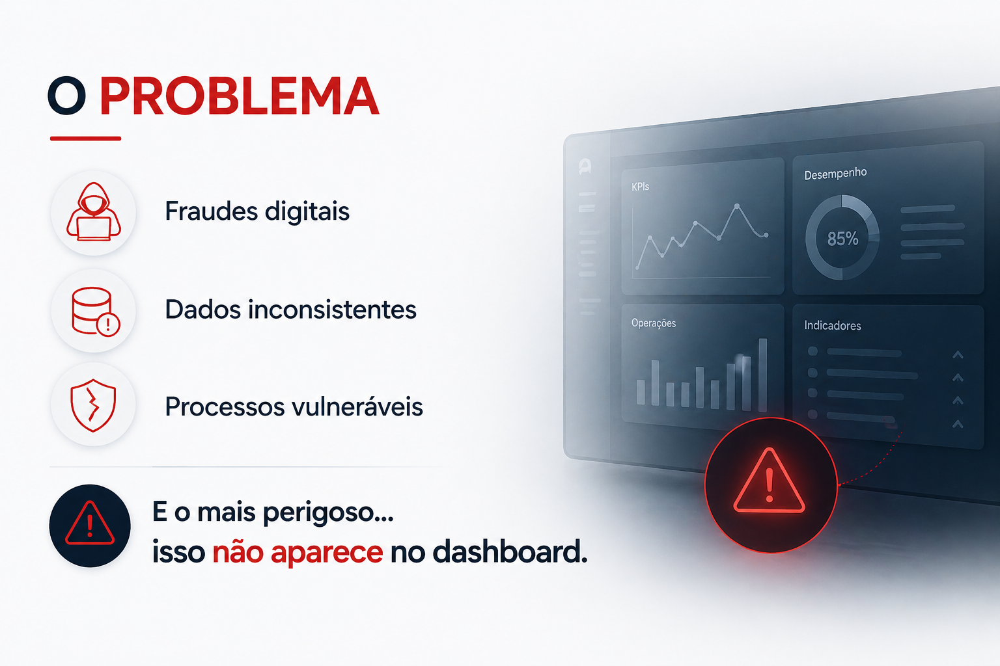 O PROBLEMA
Fraudes digitais
Dados inconsistentes
Processos vulneráveis
E o mais perigoso...
isso não aparece no dashboard.
KPIs
Desempenho
85%
Operações
Indicadores